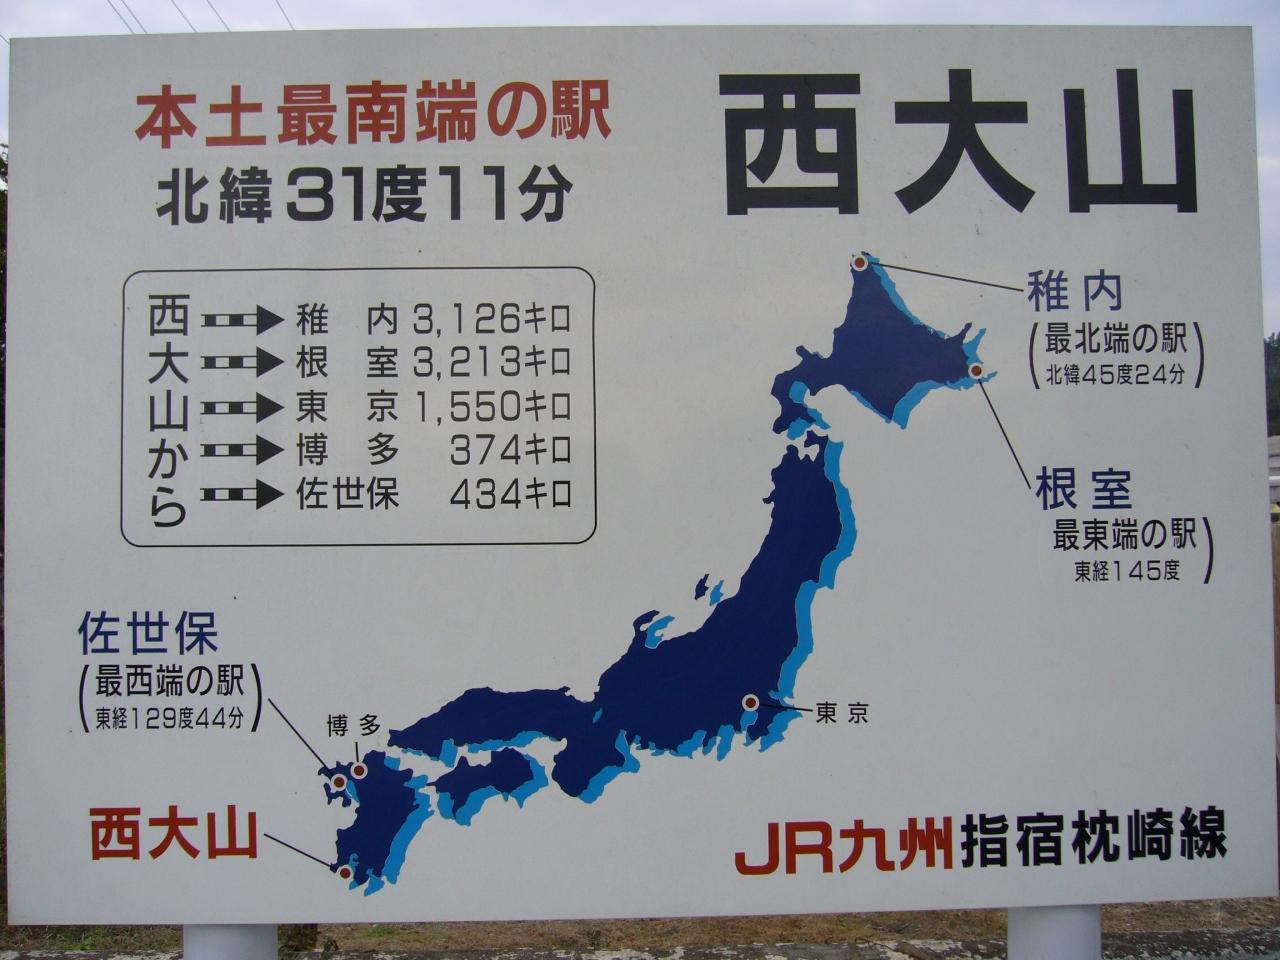 本土最南端の駅
北緯31度11分
西大山
西大山から
稚内 3,126キロ
根室 3,213キロ
東京 1,550キロ
博多 374キロ
佐世保 434キロ
稚内
(最北端の駅
北緯45度24分)
根室
最東端の駅
東経145度)
佐世保
(最西端の駅
東経129度44分)
博多
東京
西大山
JR九州指宿枕崎線